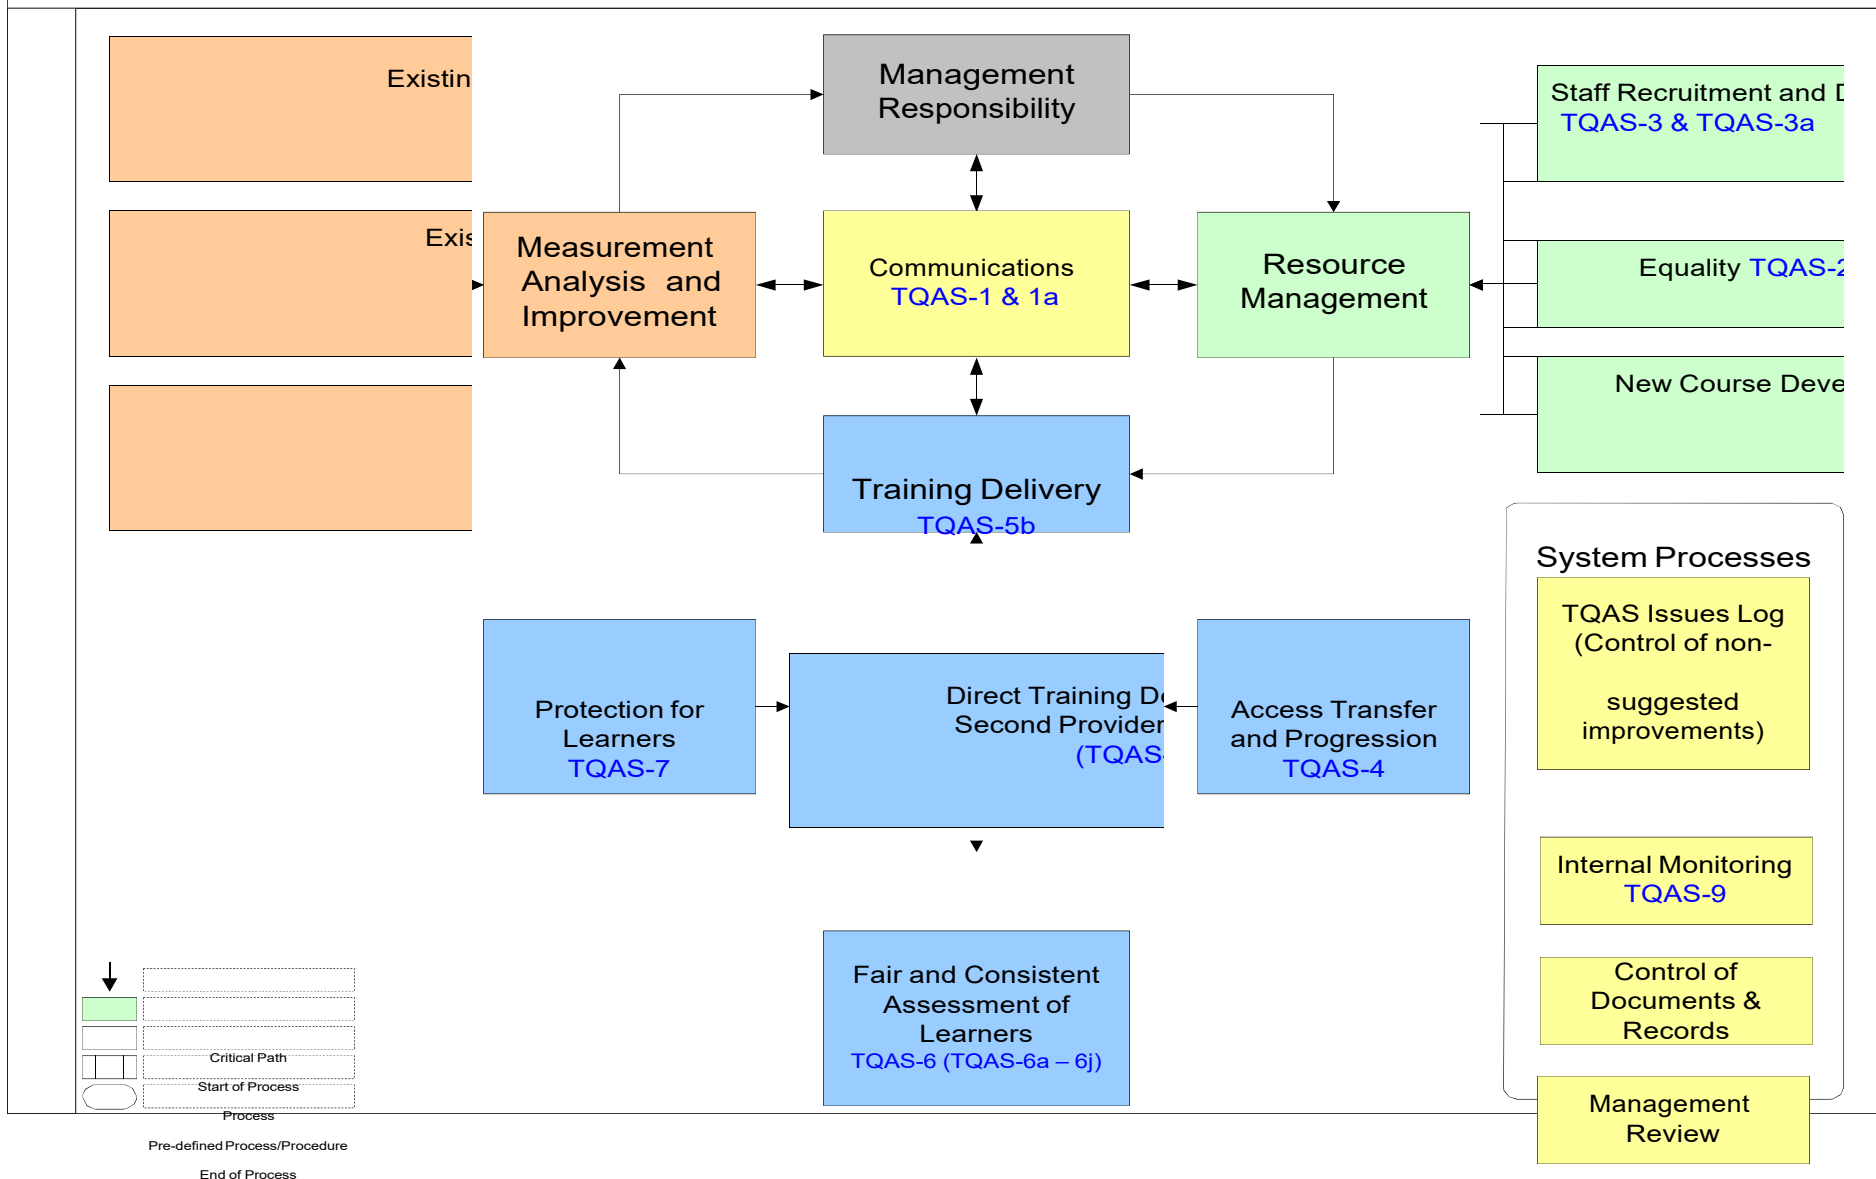 Existin
Exis
Management
Responsibility
Measurement
Analysis and
Improvement
Communications
TQAS-1 & 1a
Resource
Management
Staff Recruitment and D
TQAS-3 & TQAS-3a
Equality TQAS-2
New Course Deve
Training Delivery
TQAS-5b
Protection for
Learners
TQAS-7
Direct Training De
Second Provider
(TQAS-
Access Transfer
and Progression
TQAS-4
Fair and Consistent
Assessment of
Learners
TQAS-6 (TQAS-6a – 6j)
System Processes
TQAS Issues Log
(Control of non-
suggested
improvements)
Internal Monitoring
TQAS-9
Control of
Documents &
Records
Management
Review
Critical Path
Start of Process
Process
Pre-defined Process/Procedure
End of Process